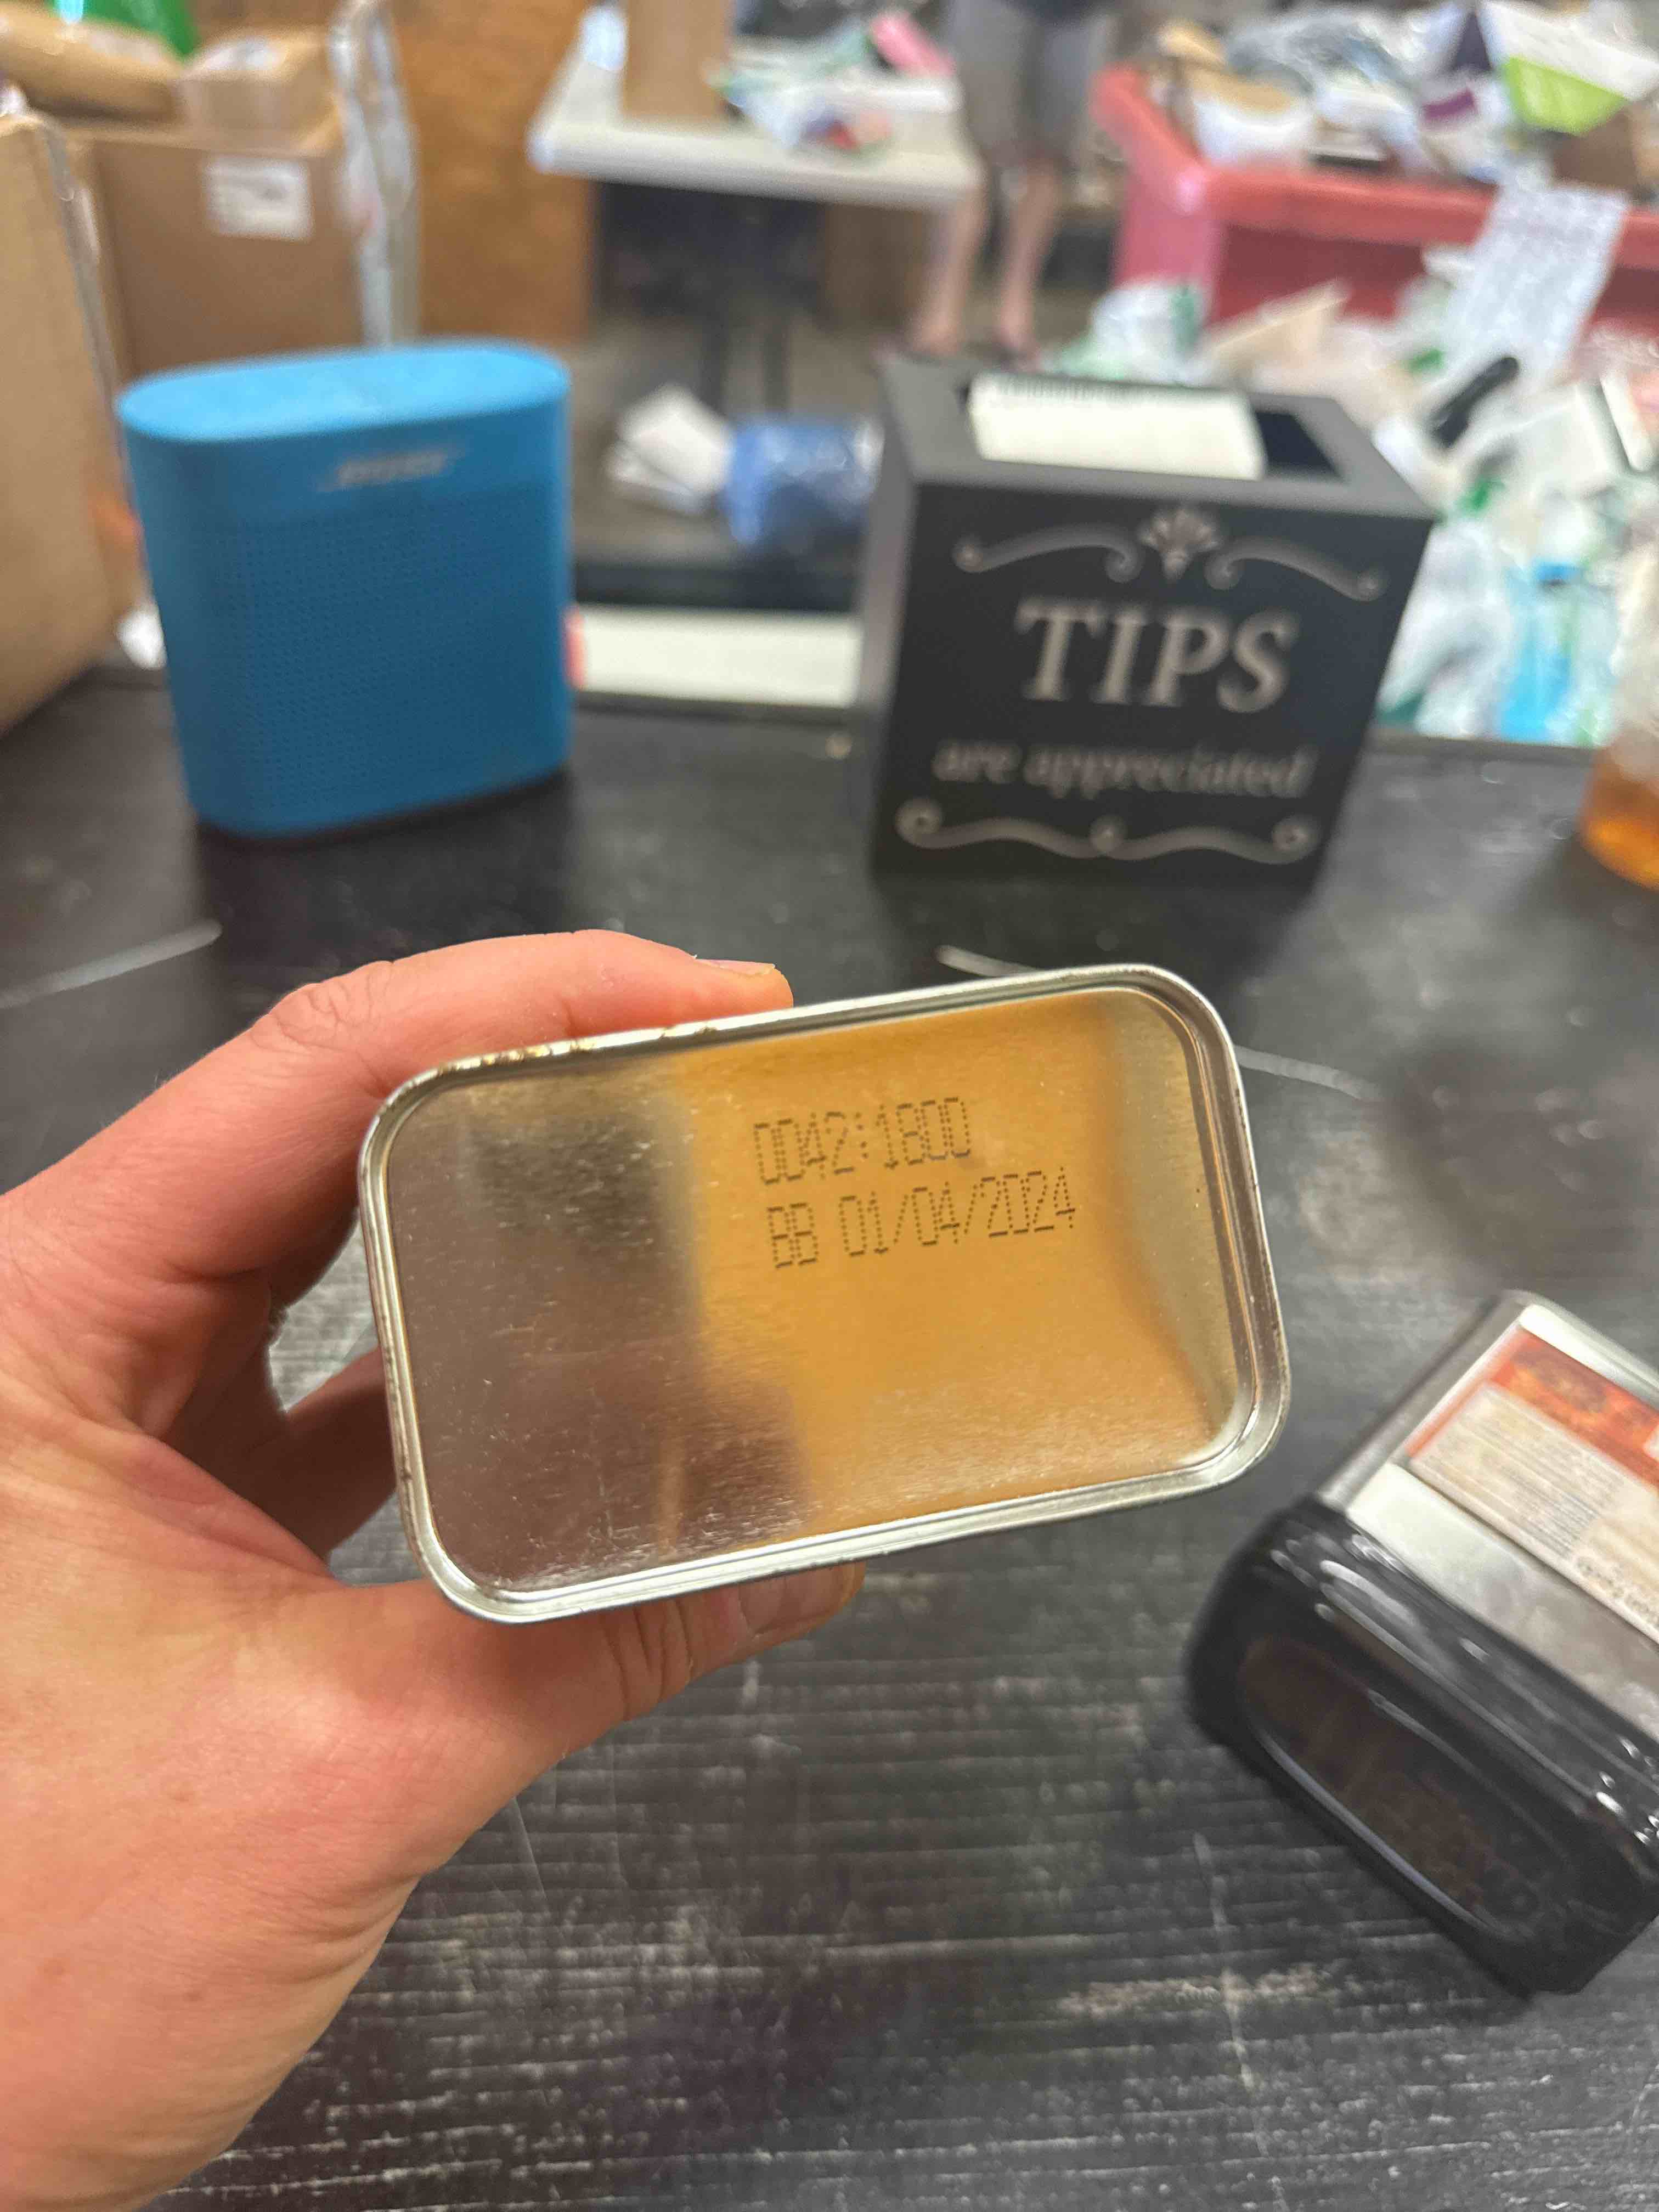 BOSE
TIPS
are appreciated
0042:1800
BB 01/04/2024